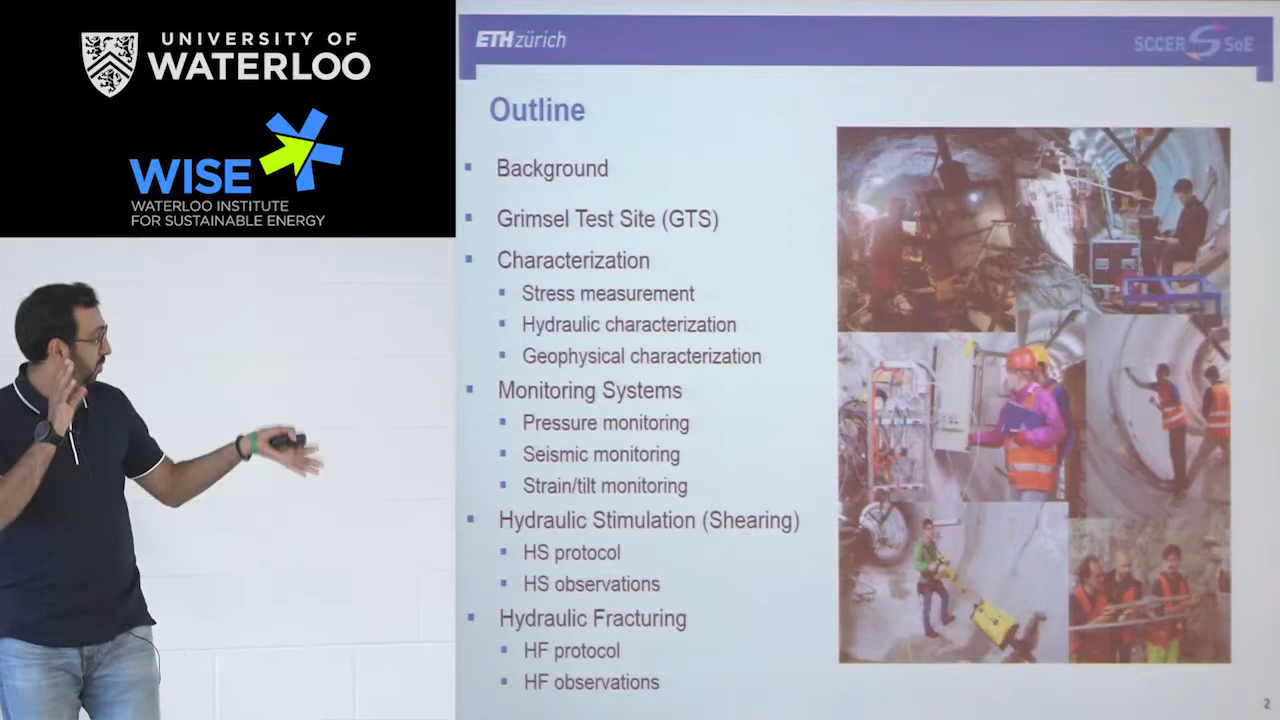 UNIVERSITY OF
WATERLOO
WISE
WATERLOO INSTITUTE
FOR SUSTAINABLE ENERGY
ETH zürich
SCCER SoE
Outline
Background
Grimsel Test Site (GTS)
Characterization
Stress measurement
Hydraulic characterization
Geophysical characterization
Monitoring Systems
Pressure monitoring
Seismic monitoring
Strain/tilt monitoring
Hydraulic Stimulation (Shearing)
HS protocol
HS observations
Hydraulic Fracturing
HF protocol
HF observations
2